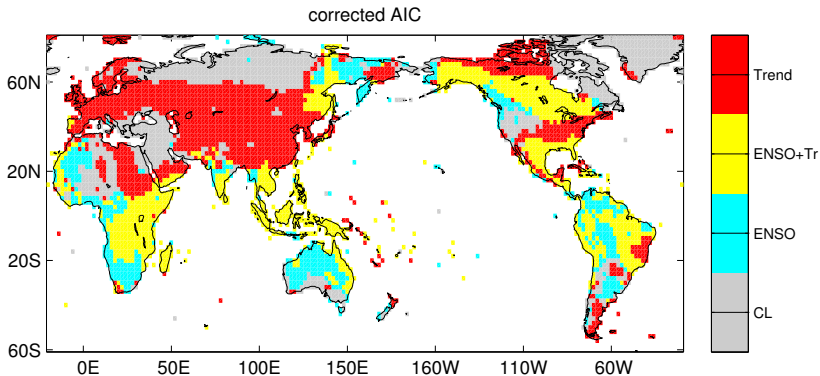 corrected AIC
60N
20N
20S
60S
0E 50E 100E 150E 160W 110W 60W
Trend
ENSO+Tr
ENSO
CL